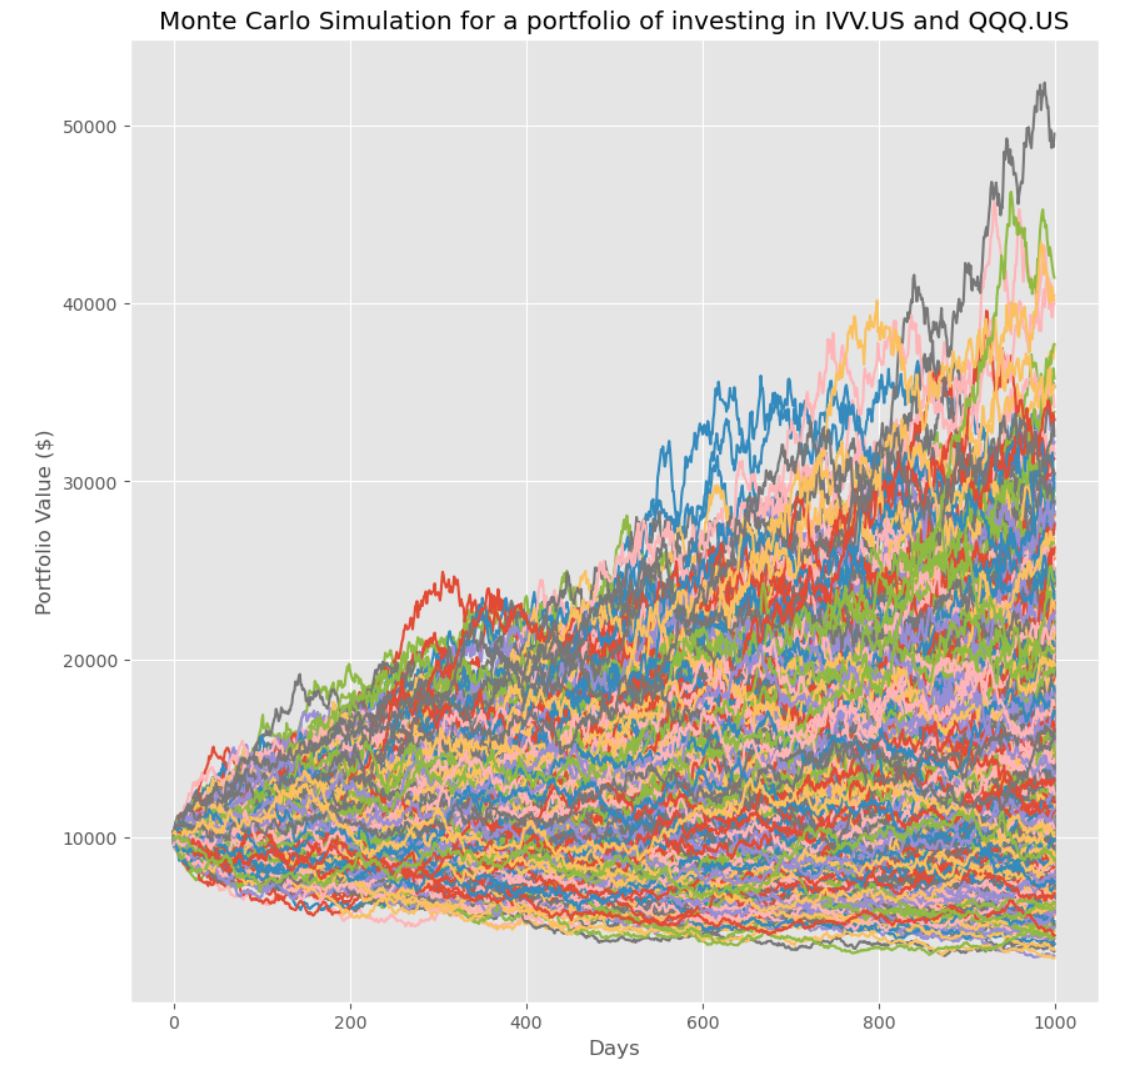 Monte Carlo Simulation for a portfolio of investing in IVV.US and QQQ.US
50000
40000
30000
20000
10000
Portfolio Value ($)
0 200 400 600 800 1000
Days